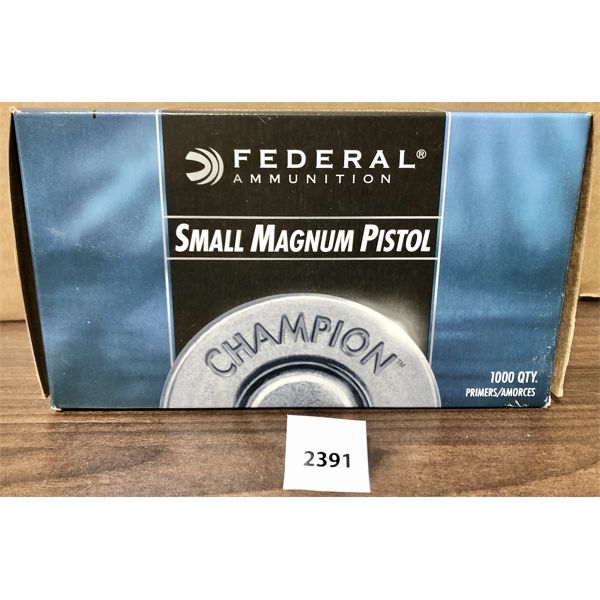 FEDERAL®
AMMUNITION
SMALL MAGNUM PISTOL
CHAMPION™
1000 QTY.
PRIMERS/AMORCES
2391